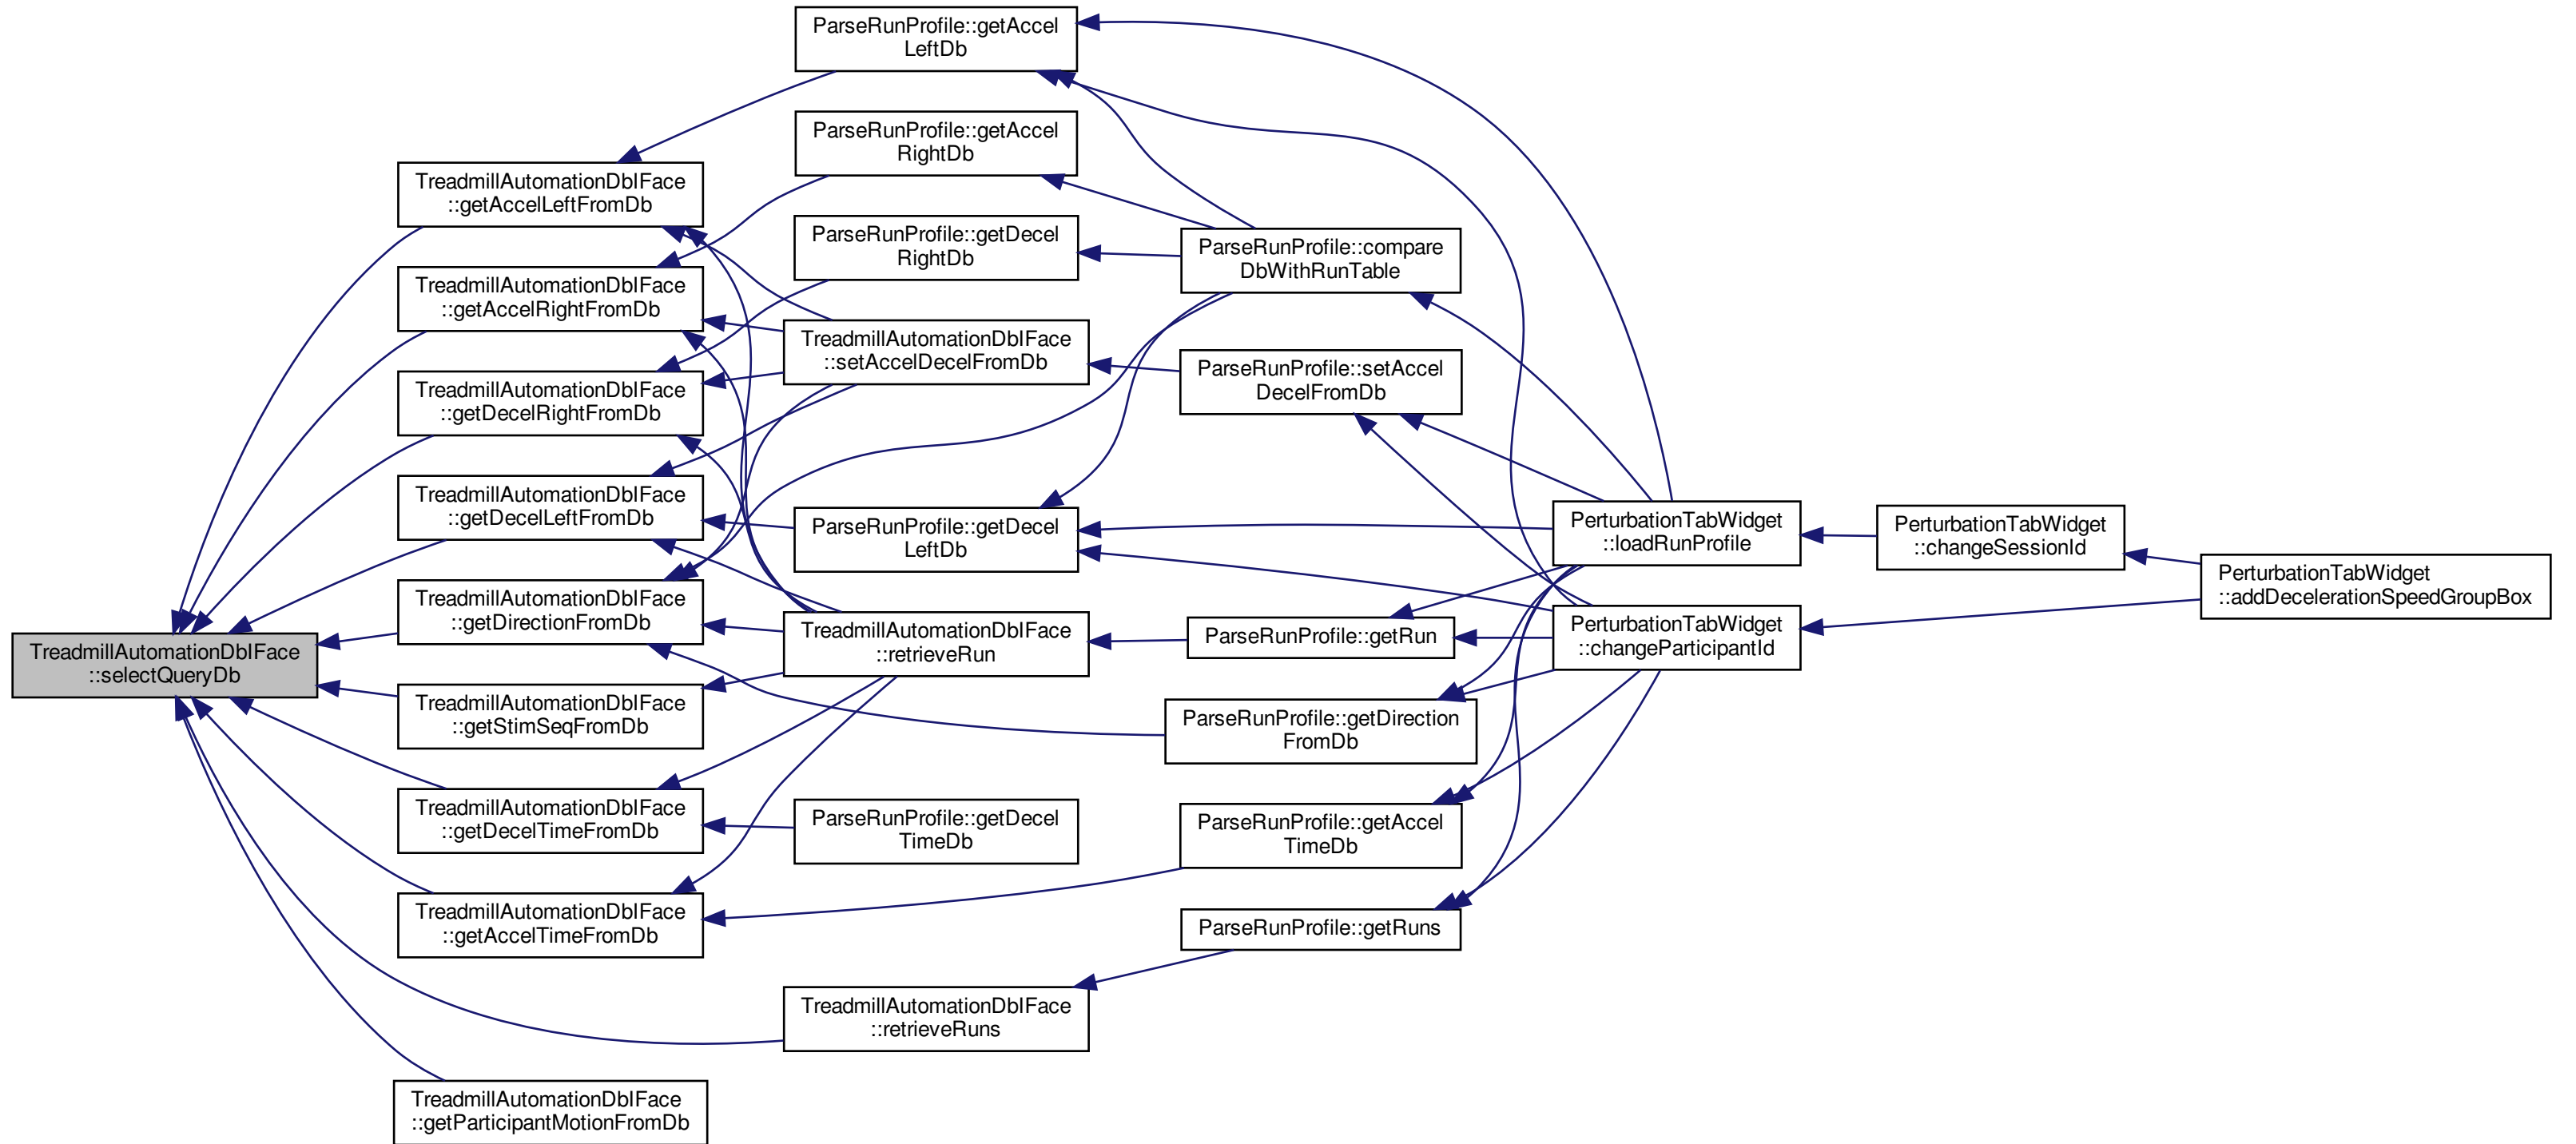 TreadmillAutomationDbIFace
::selectQueryDb
TreadmillAutomationDbIFace
::getAccelLeftFromDb
TreadmillAutomationDbIFace
::getAccelRightFromDb
TreadmillAutomationDbIFace
::getDecelRightFromDb
TreadmillAutomationDbIFace
::getDecelLeftFromDb
TreadmillAutomationDbIFace
::getDirectionFromDb
TreadmillAutomationDbIFace
::getStimSeqFromDb
TreadmillAutomationDbIFace
::getDecelTimeFromDb
TreadmillAutomationDbIFace
::getAccelTimeFromDb
TreadmillAutomationDbIFace
::getParticipantMotionFromDb
ParseRunProfile::getAccel
LeftDb
ParseRunProfile::getAccel
RightDb
ParseRunProfile::getDecel
RightDb
TreadmillAutomationDbIFace
::setAccelDecelFromDb
ParseRunProfile::getDecel
LeftDb
TreadmillAutomationDbIFace
::retrieveRun
ParseRunProfile::getDecel
TimeDb
TreadmillAutomationDbIFace
::retrieveRuns
ParseRunProfile::compare
DbWithRunTable
ParseRunProfile::setAccel
DecelFromDb
ParseRunProfile::getRun
ParseRunProfile::getDirection
FromDb
ParseRunProfile::getAccel
TimeDb
ParseRunProfile::getRuns
PerturbationTabWidget
::loadRunProfile
PerturbationTabWidget
::changeParticipantId
PerturbationTabWidget
::changeSessionId
PerturbationTabWidget
::addDecelerationSpeedGroupBox